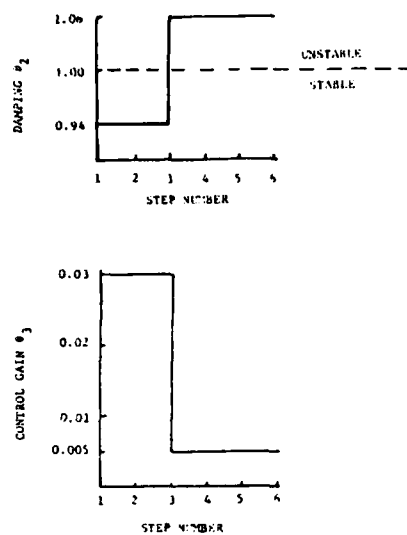 1.06
UNSTABLE
1.00
STABLE
0.94
DAMPING θ2
1 2 3 4 5 6
STEP NUMBER
0.03
0.02
0.01
0.005
CONTROL GAIN θ3
1 2 3 4 5 6
STEP NUMBER